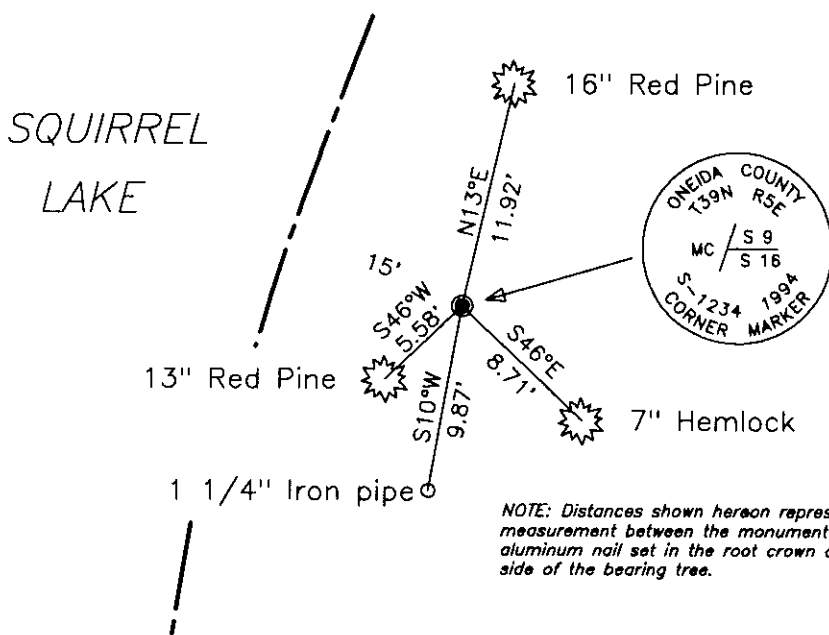 SQUIRREL
LAKE
16" Red Pine
N13°E
11.92'
ONEIDA COUNTY
T39N R5E
MC S 9
S 16
S-1234 1994
CORNER MARKER
15'
S46°W
5.58'
S46°E
8.71'
13" Red Pine
S10°W
9.87'
7" Hemlock
1 1/4" Iron pipe
NOTE: Distances shown hereon repres
measurement between the monument
aluminum nail set in the root crown
side of the bearing tree.